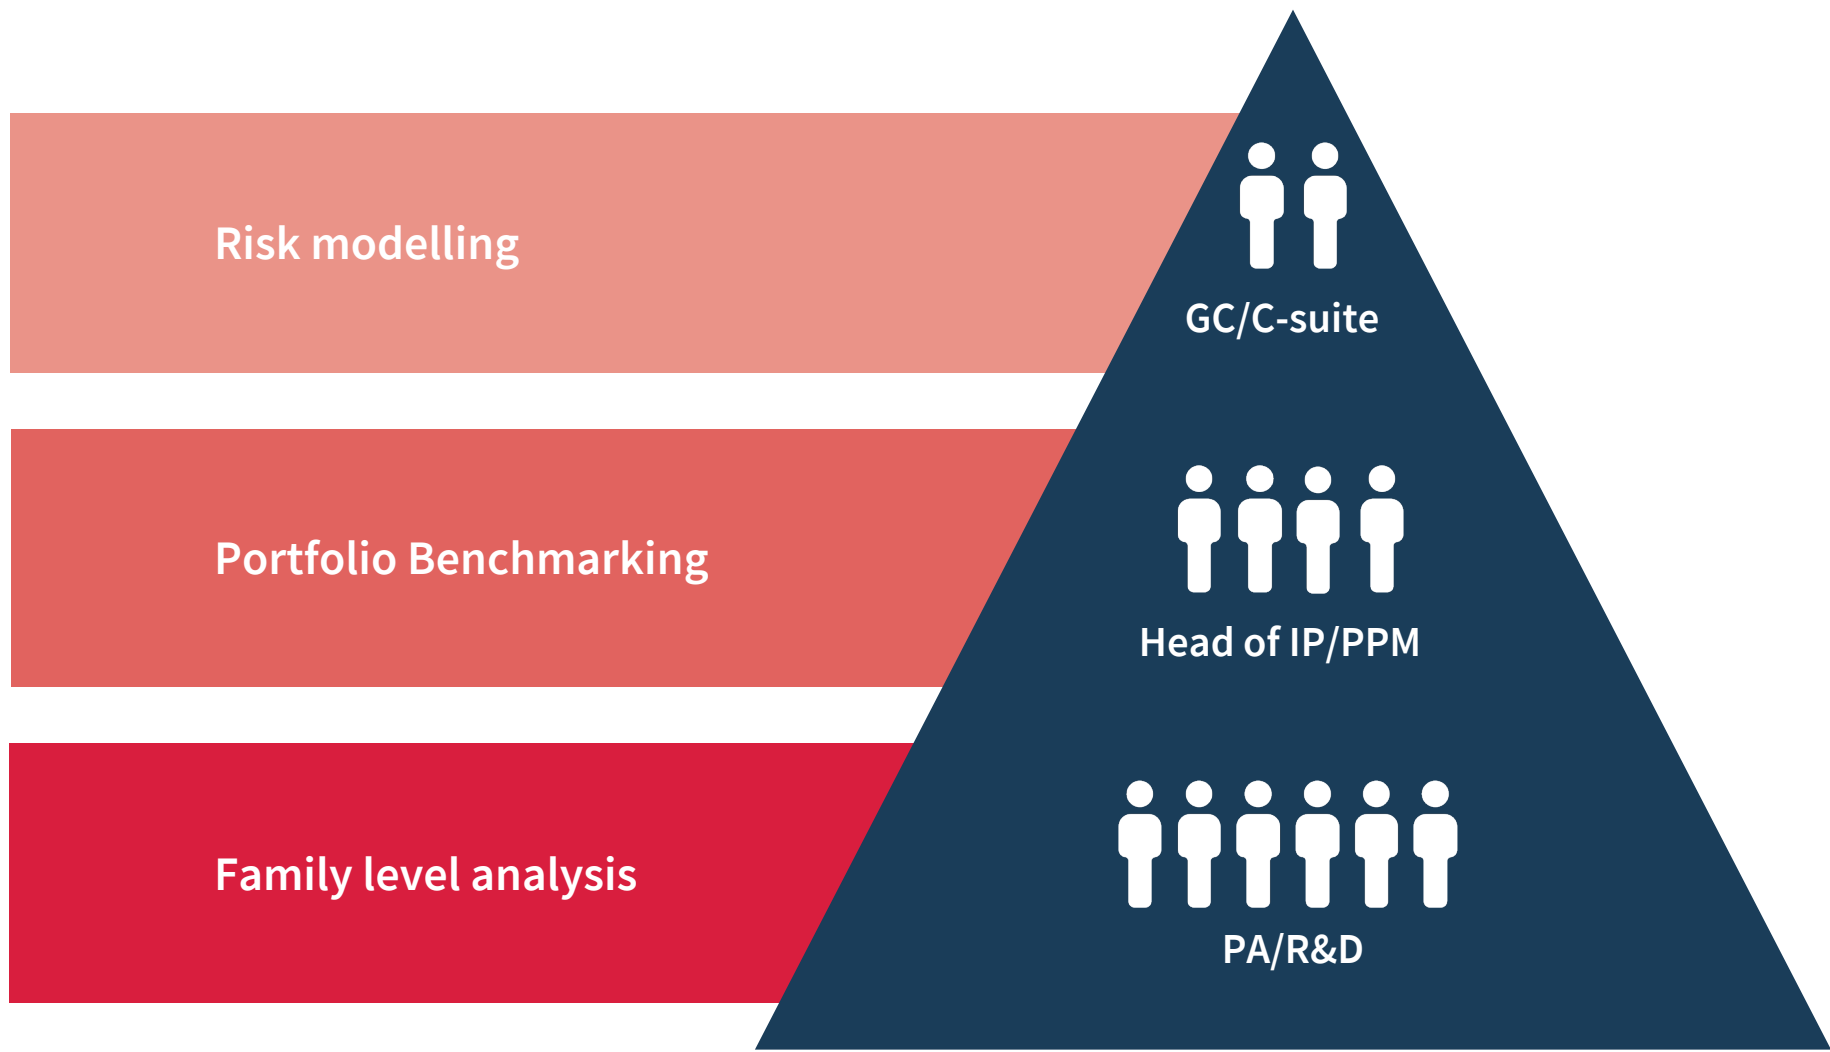 Risk modelling
GC/C-suite
Portfolio Benchmarking
Head of IP/PPM
Family level analysis
PA/R&D